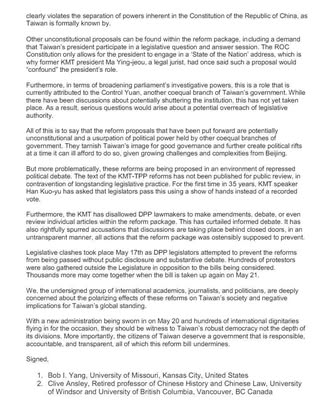 clearly violates the separation of powers inherent in the Constitution of the Republic of China, as
Taiwan is formally known by.
Other unconstitutional proposals can be found within the reform package, including a demand
that Taiwan's president participate in a legislative question and answer session. The ROC
Constitution only allows for the president to engage in a 'State of the Nation' address, which is
why former KMT president Ma Ying-jeou, a legal jurist, had once said such a proposal would
"confound" the president's role.
Furthermore, in terms of broadening parliament's investigative powers, this is a role that is
currently attributed to the Control Yuan, another coequal branch of Taiwan's government. While
there have been discussions about potentially shuttering the institution, this has not yet taken
place. As a result, serious questions would arise about a potential overreach of legislative
authority.
All of this is to say that the reform proposals that have been put forward are potentially
unconstitutional and a usurpation of political power held by other coequal branches of
government. They tarnish Taiwan's image for good governance and further create political rifts
at a time it can ill afford to do so, given growing challenges and complexities from Beijing.
But more problematically, these reforms are being proposed in an environment of repressed
political debate. The text of the KMT-TPP reforms has not been published for public review, in
contravention of longstanding legislative practice. For the first time in 35 years, KMT speaker
Han Kuo-yu has asked that legislators pass this using a show of hands instead of a recorded
vote.
Furthermore, the KMT has disallowed DPP lawmakers to make amendments, debate, or even
review individual articles within the reform package. This has curtailed informed debate. It has
also rightfully spurred accusations that discussions are taking place behind closed doors, in an
untransparent manner, all actions that the reform package was ostensibly supposed to prevent.
Legislative clashes took place May 17th as DPP legislators attempted to prevent the reforms
from being passed without public disclosure and substantive debate. Hundreds of protestors
were also gathered outside the Legislature in opposition to the bills being considered.
Thousands more may come together when the bill is taken up again on May 21.
We, the undersigned group of international academics, journalists, and politicians, are deeply
concerned about the polarizing effects of these reforms on Taiwan's society and negative
implications for Taiwan's global standing.
With a new administration being sworn in on May 20 and hundreds of international dignitaries
flying in for the occasion, they should be witness to Taiwan's robust democracy not the depth of
its divisions. More importantly, the citizens of Taiwan deserve a government that is responsible,
accountable, and transparent, all of which this reform bill undermines.
Signed,
1. Bob I. Yang, University of Missouri, Kansas City, United States
2. Clive Ansley, Retired professor of Chinese History and Chinese Law, University
of Windsor and University of British Columbia, Vancouver, BC Canada